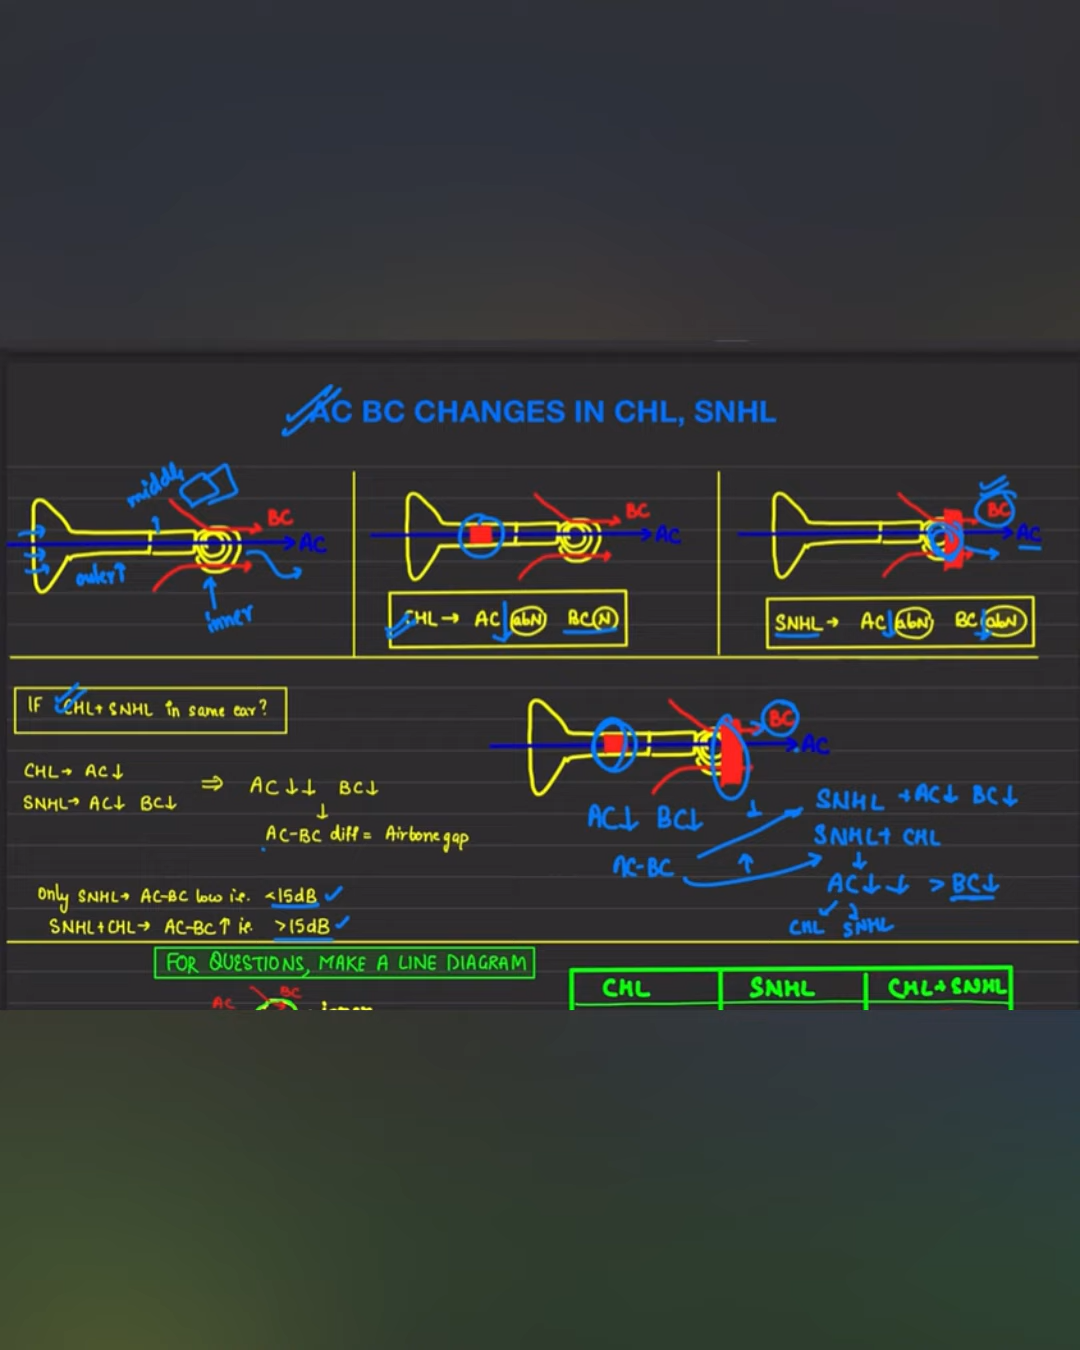 AC BC CHANGES IN CHL, SNHL
middle
BC
AC
outer↑
inner
BC
AC
CHL → AC↓ abN BC N
BC
AC
SNHL → AC↓ abN BC↓ abN
IF CHL+ SNHL in same ear?
BC
AC
CHL → AC↓
SNHL → AC↓ BC↓
⇒ AC↓↓ BC↓
↓
AC-BC diff = Airbone gap
AC↓ BC↓
AC-BC
↓
↑
SNHL → AC↓ BC↓
SNHL + CHL
↓
AC↓↓ > BC↓
CHL SNHL
Only SNHL → AC-BC low i.e. <15dB ✓
SNHL+CHL → AC-BC↑ ie. >15dB ✓
FOR QUESTIONS, MAKE A LINE DIAGRAM
AC
BC
CHL SNHL CHL+SNHL